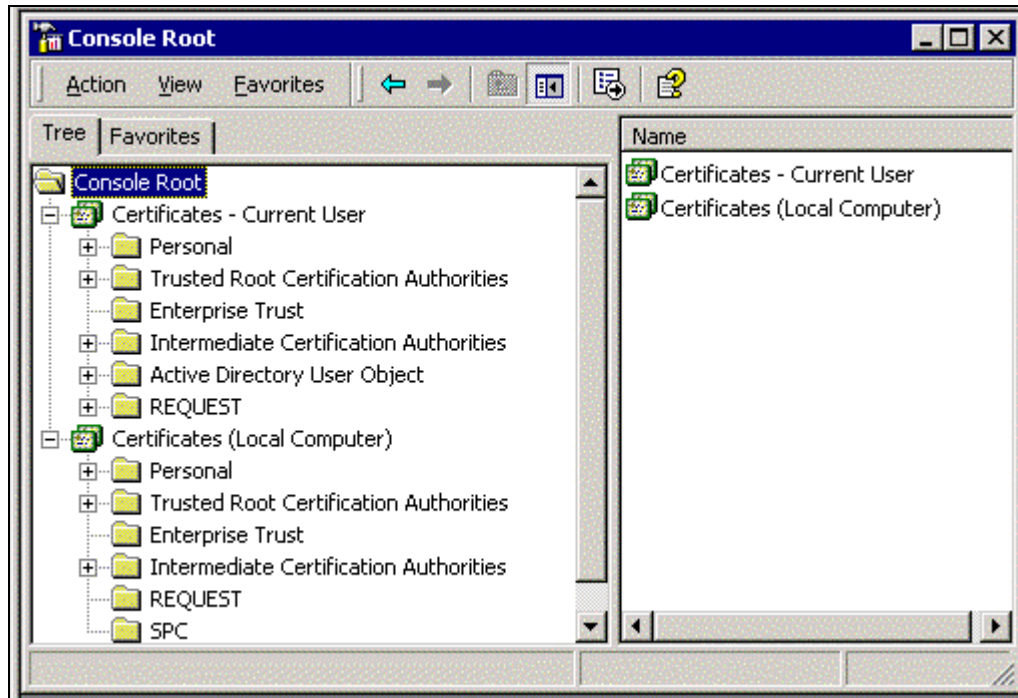 Console Root
Action View Favorites
Tree Favorites
Console Root
Certificates - Current User
Personal
Trusted Root Certification Authorities
Enterprise Trust
Intermediate Certification Authorities
Active Directory User Object
REQUEST
Certificates (Local Computer)
Personal
Trusted Root Certification Authorities
Enterprise Trust
Intermediate Certification Authorities
REQUEST
SPC
Name
Certificates - Current User
Certificates (Local Computer)